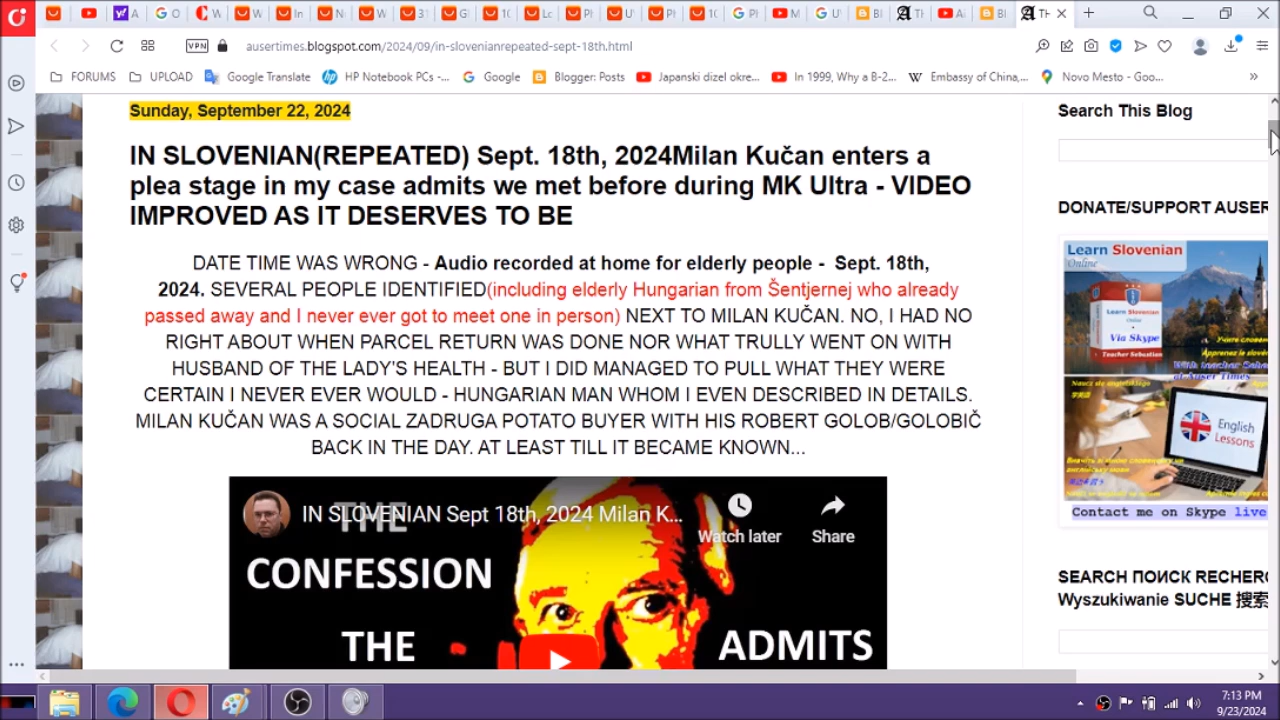 ausertimes.blogspot.com/2024/09/in-slovenianrepeated-sept-18th.html
VPN
FORUMS
UPLOAD
Google Translate
HP Notebook PCs -...
Google
Blogger: Posts
Japanski dizel okre...
In 1999, Why a B-2...
Embassy of China,...
Novo Mesto - Goo...
Sunday, September 22, 2024
IN SLOVENIAN(REPEATED) Sept. 18th, 2024Milan Kučan enters a
plea stage in my case admits we met before during MK Ultra - VIDEO
IMPROVED AS IT DESERVES TO BE
DATE TIME WAS WRONG - Audio recorded at home for elderly people - Sept. 18th,
2024. SEVERAL PEOPLE IDENTIFIED(including elderly Hungarian from Šentjernej who already
passed away and I never ever got to meet one in person) NEXT TO MILAN KUČAN. NO, I HAD NO
RIGHT ABOUT WHEN PARCEL RETURN WAS DONE NOR WHAT TRULLY WENT ON WITH
HUSBAND OF THE LADY'S HEALTH - BUT I DID MANAGED TO PULL WHAT THEY WERE
CERTAIN I NEVER EVER WOULD - HUNGARIAN MAN WHOM I EVEN DESCRIBED IN DETAILS.
MILAN KUČAN WAS A SOCIAL ZADRUGA POTATO BUYER WITH HIS ROBERT GOLOB/GOLOBIČ
BACK IN THE DAY. AT LEAST TILL IT BECAME KNOWN...
IN SLOVENIAN Sept 18th, 2024 Milan K...
Watch later
Share
THE
CONFESSION
THE
ADMITS
Search This Blog
DONATE/SUPPORT AUSER
Learn Slovenian
Online
Via Skype
Teacher Sebastian
English
Lessons
Contact me on Skype live
SEARCH ПОИСК RECHERC
Wyszukiwanie SUCHE 搜索
7:13 PM
9/23/2024